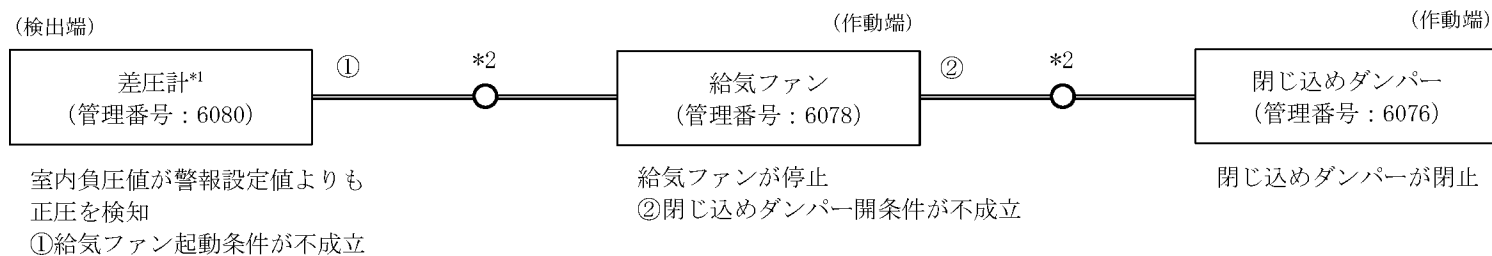 (検出端)
(作動端)
(作動端)
差圧計*1
(管理番号:6080)
①
*2
給気ファン
(管理番号:6078)
②
*2
閉じ込めダンパー
(管理番号:6076)
室内負圧値が警報設定値よりも
正圧を検知
①給気ファン起動条件が不成立
給気ファンが停止
②閉じ込めダンパー開条件が不成立
閉じ込めダンパーが閉止